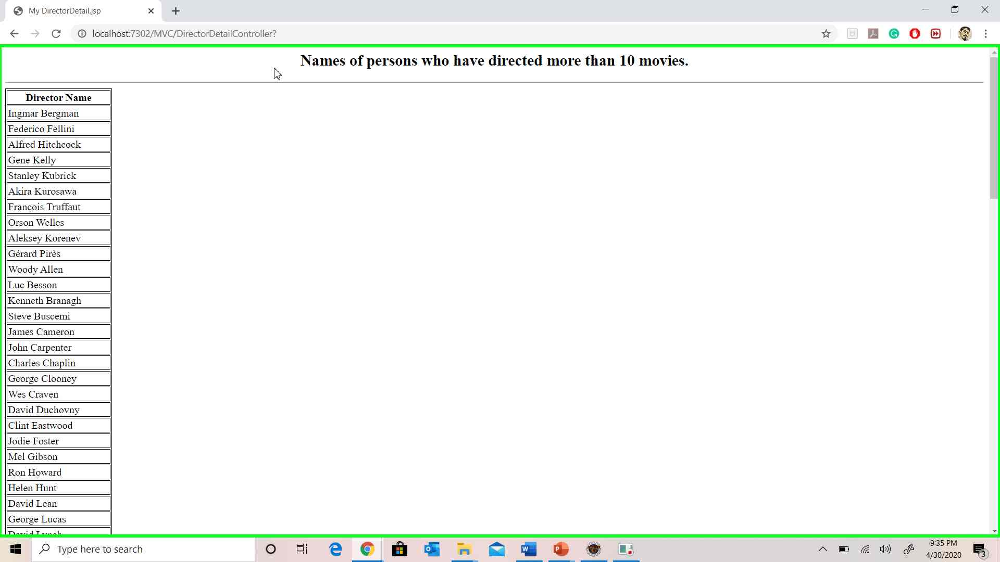 My DirectorDetail.jsp
localhost:7302/MVC/DirectorDetailController?
Names of persons who have directed more than 10 movies.
Director Name
Ingmar Bergman
Federico Fellini
Alfred Hitchcock
Gene Kelly
Stanley Kubrick
Akira Kurosawa
François Truffaut
Orson Welles
Aleksey Korenev
Gérard Pirès
Woody Allen
Luc Besson
Kenneth Branagh
Steve Buscemi
James Cameron
John Carpenter
Charles Chaplin
George Clooney
Wes Craven
David Duchovny
Clint Eastwood
Jodie Foster
Mel Gibson
Ron Howard
Helen Hunt
David Lean
George Lucas
David Lynch
Type here to search
9:35 PM
4/30/2020
3